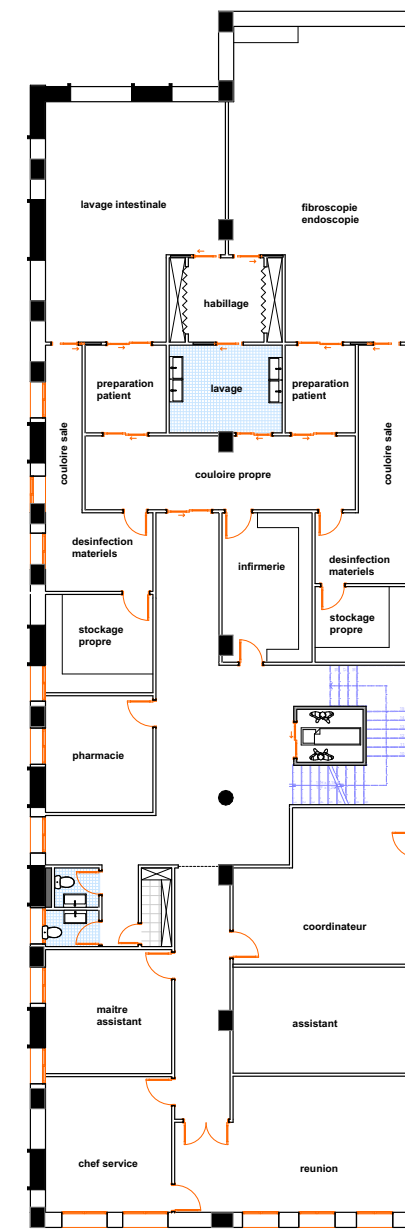 lavage intestinale
fibroscopie
endoscopie
habillage
preparation
patient
lavage
preparation
patient
couloire sale
couloire sale
couloire propre
desinfection
materiels
infirmerie
desinfection
materiels
stockage
propre
stockage
propre
pharmacie
coordinateur
maitre
assistant
assistant
chef service
reunion